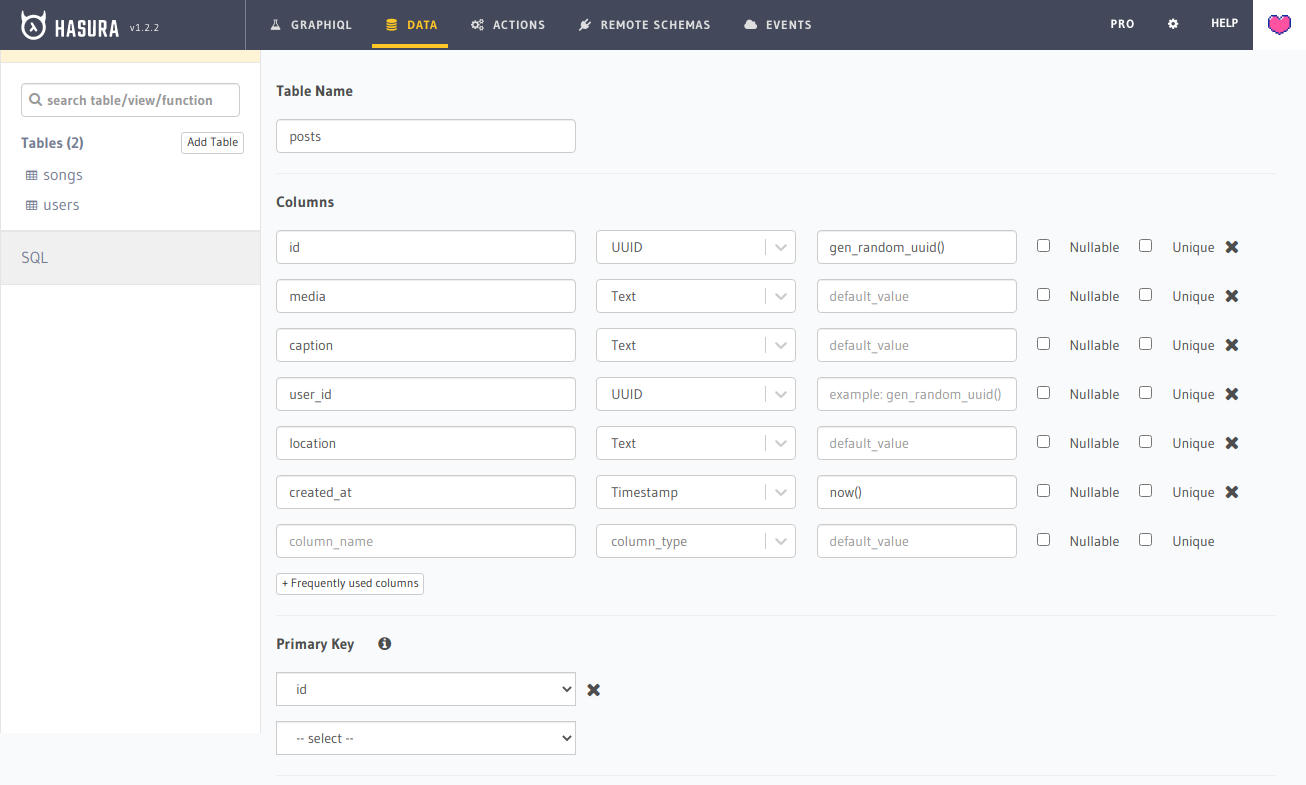 HASURA v1.2.2 GRAPHIQL DATA ACTIONS REMOTE SCHEMAS EVENTS PRO HELP
search table/view/function
Tables (2) Add Table
songs
users
SQL
Table Name
posts
Columns
id UUID gen_random_uuid() Nullable Unique
media Text default_value Nullable Unique
caption Text default_value Nullable Unique
user_id UUID example: gen_random_uuid() Nullable Unique
location Text default_value Nullable Unique
created_at Timestamp now() Nullable Unique
column_name column_type default_value Nullable Unique
+ Frequently used columns
Primary Key
id
-- select --